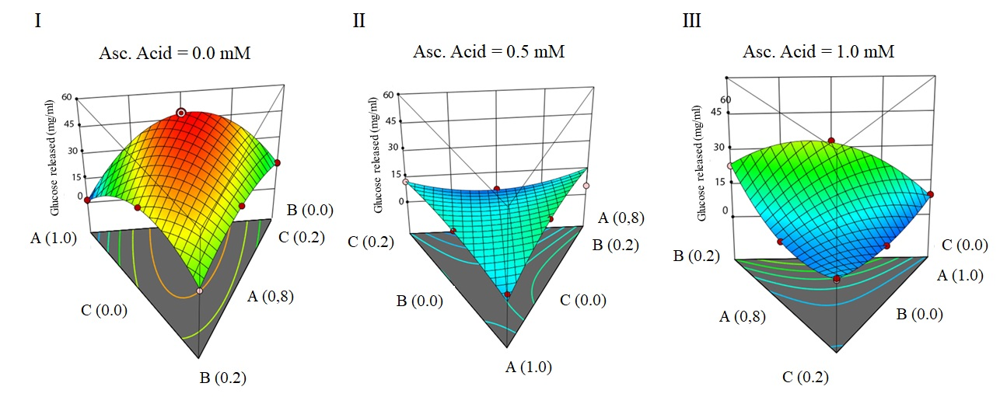 I
II
III
Asc. Acid = 0.0 mM
Asc. Acid = 0.5 mM
Asc. Acid = 1.0 mM
Glucose released (mg/ml)
60
45
30
15
0
A (1.0)
B (0.0)
C (0.2)
C (0.0)
A (0,8)
B (0.2)
Glucose released (mg/ml)
60
45
30
15
0
C (0.2)
A (0,8)
B (0.2)
B (0.0)
C (0.0)
A (1.0)
Glucose released (mg/ml)
60
45
30
15
0
B (0.2)
C (0.0)
A (1.0)
A (0,8)
B (0.0)
C (0.2)